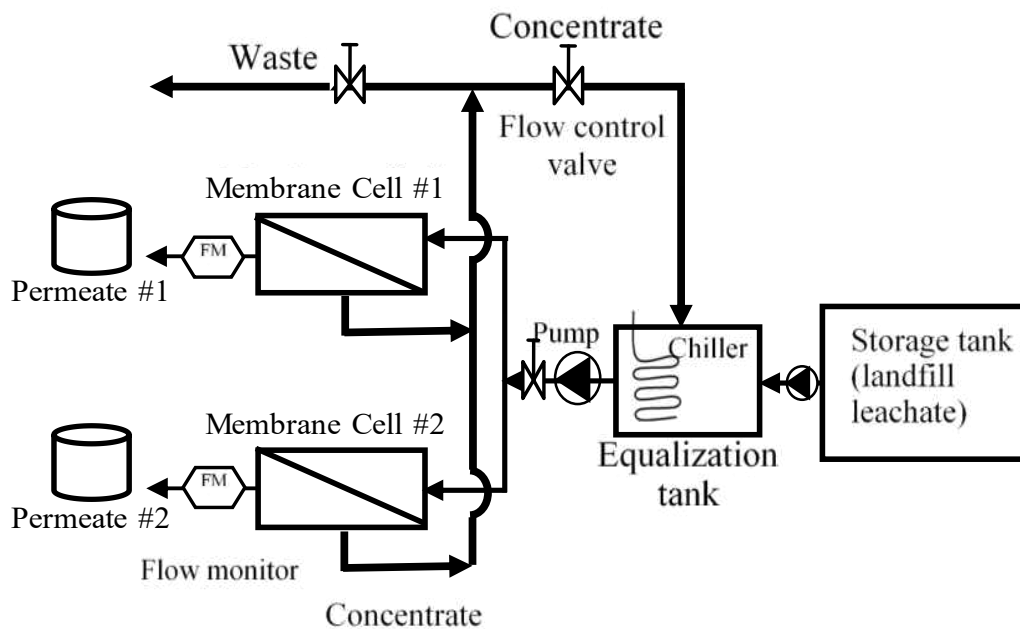 Concentrate
Waste
Flow control
valve
Membrane Cell #1
FM
Permeate #1
Pump
Chiller
Storage tank
(landfill
leachate)
Membrane Cell #2
Equalization
tank
FM
Permeate #2
Flow monitor
Concentrate